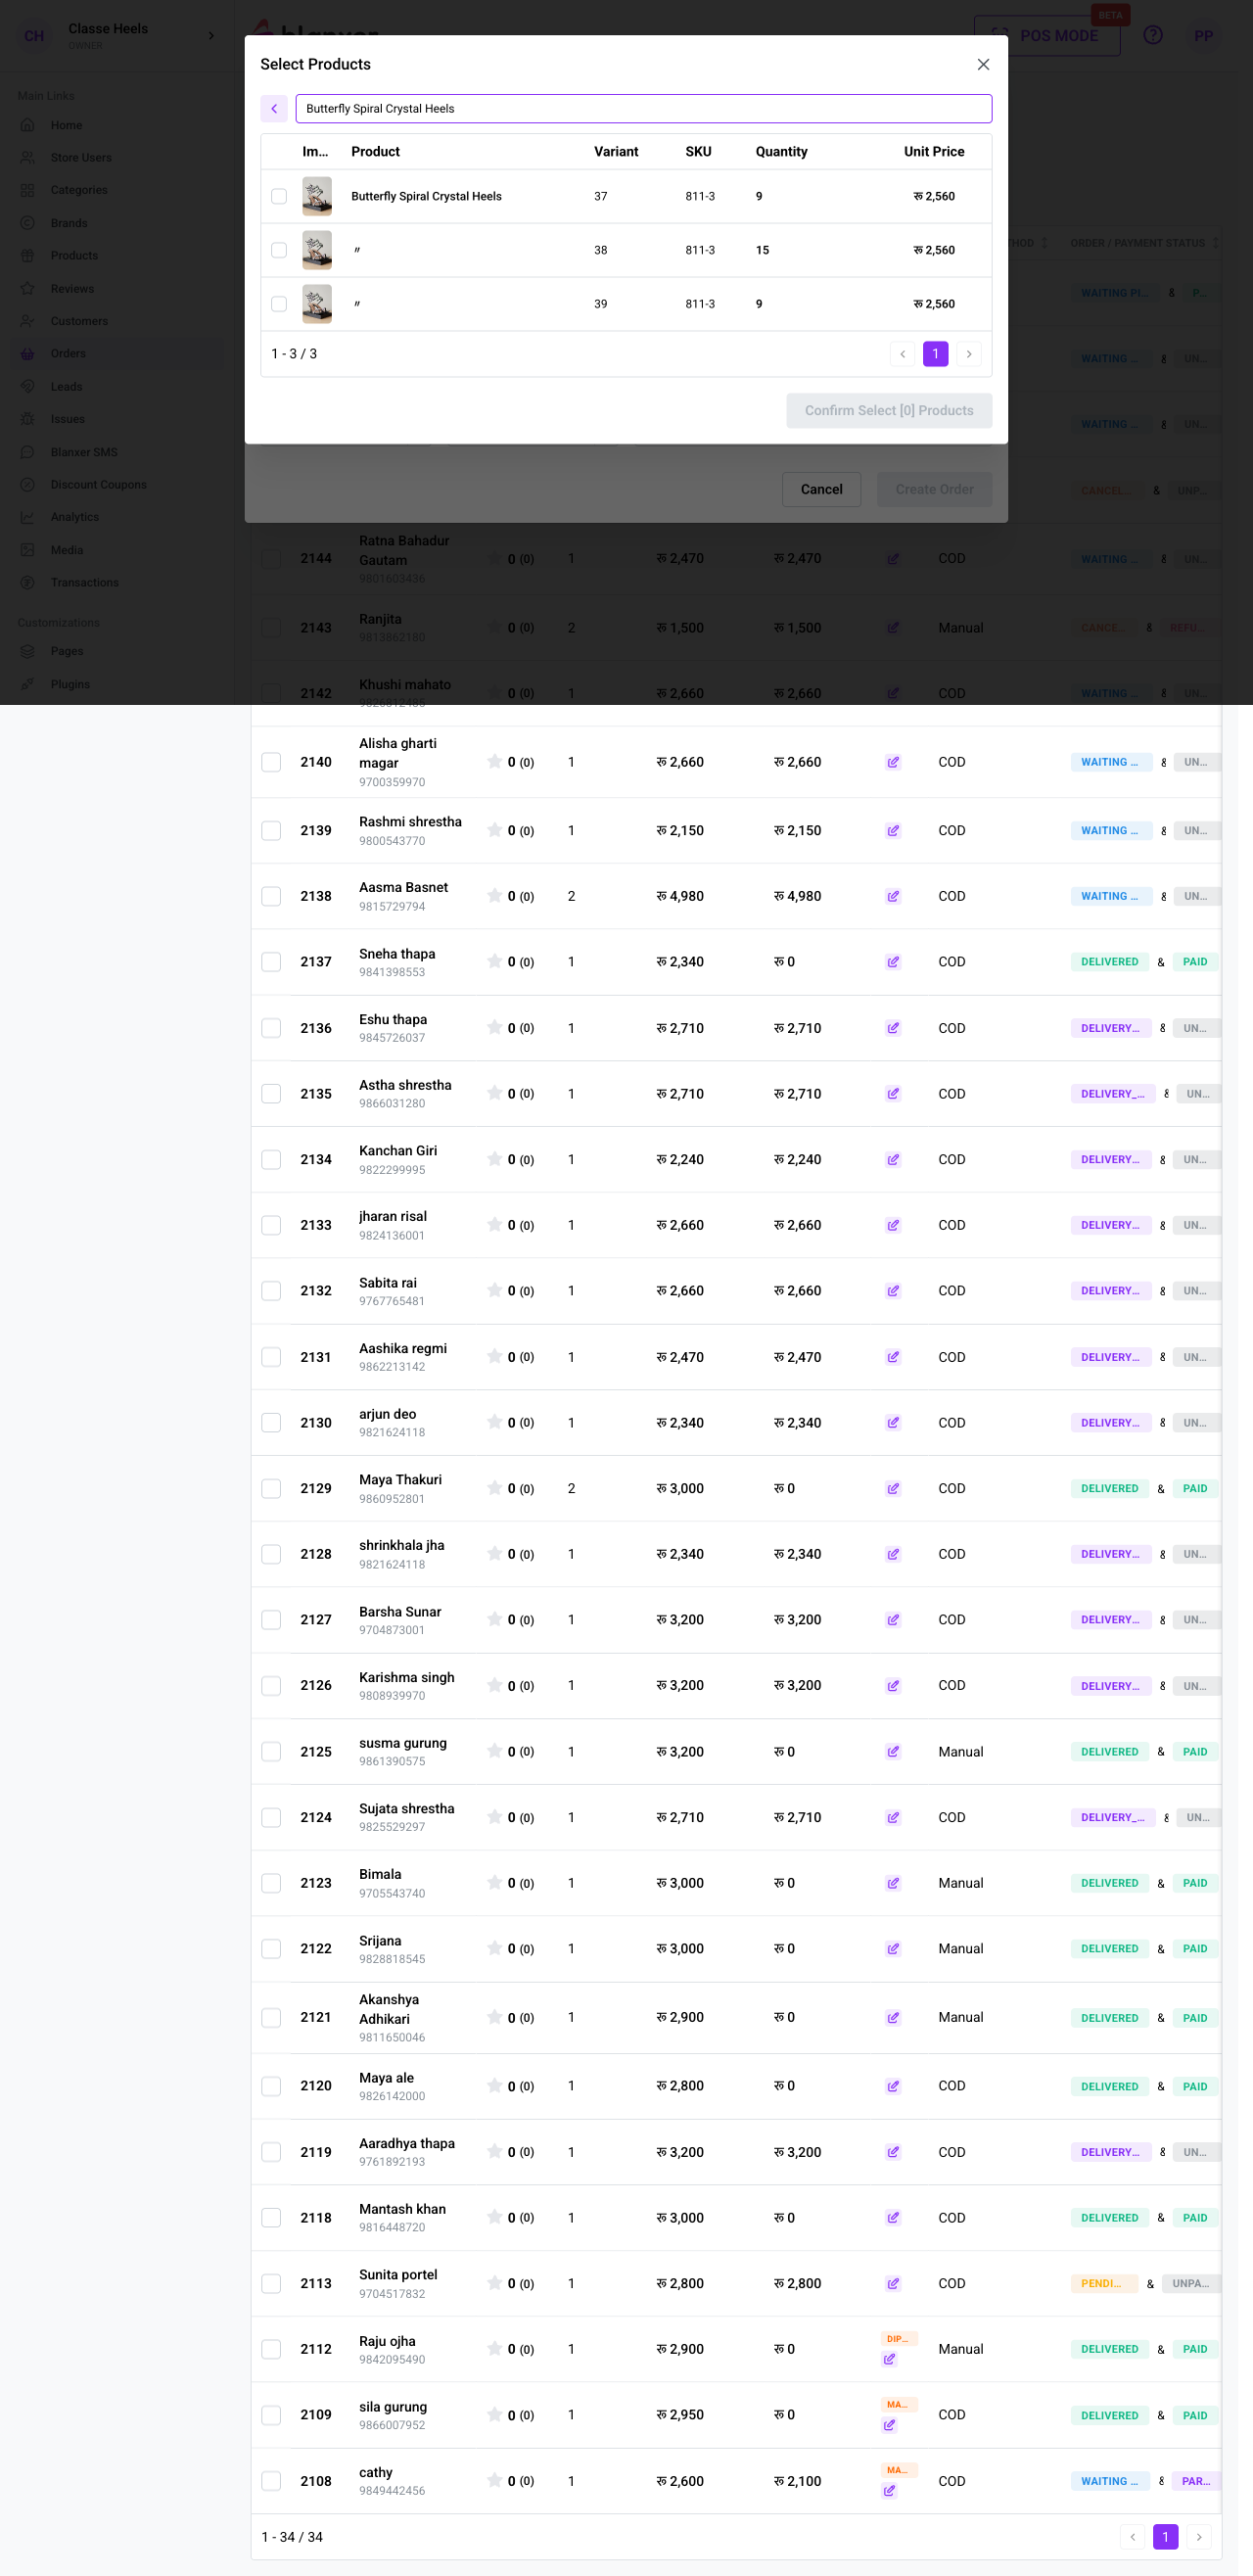 CH
Classe Heels
OWNER
BETA
POS MODE
PP
Main Links
Home
Store Users
Categories
Brands
Products
Reviews
Customers
Orders
Leads
Issues
Blanxer SMS
Discount Coupons
Analytics
Media
Transactions
Customizations
Pages
Plugins
Select Products
Butterfly Spiral Crystal Heels
Im... Product Variant SKU Quantity Unit Price
Butterfly Spiral Crystal Heels 37 811-3 9 रू 2,560
〃 38 811-3 15 रू 2,560
〃 39 811-3 9 रू 2,560
1 - 3 / 3 1
Confirm Select [0] Products
Cancel Create Order
THOD ORDER / PAYMENT STATUS
WAITING PI... & P...
WAITING ... & UN...
WAITING ... & UN...
CANCEL... & UNP...
2144 Ratna Bahadur Gautam 9801603436 0 (0) 1 रू 2,470 रू 2,470 COD WAITING ... & UN...
2143 Ranjita 9813862180 0 (0) 2 रू 1,500 रू 1,500 Manual CANCE... & REFU...
2142 Khushi mahato 0 (0) 1 रू 2,660 रू 2,660 COD WAITING ... & UN...
2140 Alisha gharti magar 9700359970 0 (0) 1 रू 2,660 रू 2,660 COD WAITING ... & UN...
2139 Rashmi shrestha 9800543770 0 (0) 1 रू 2,150 रू 2,150 COD WAITING ... & UN...
2138 Aasma Basnet 9815729794 0 (0) 2 रू 4,980 रू 4,980 COD WAITING ... & UN...
2137 Sneha thapa 9841398553 0 (0) 1 रू 2,340 रू 0 COD DELIVERED & PAID
2136 Eshu thapa 9845726037 0 (0) 1 रू 2,710 रू 2,710 COD DELIVERY... & UN...
2135 Astha shrestha 9866031280 0 (0) 1 रू 2,710 रू 2,710 COD DELIVERY_... & UN...
2134 Kanchan Giri 9822299995 0 (0) 1 रू 2,240 रू 2,240 COD DELIVERY... & UN...
2133 jharan risal 9824136001 0 (0) 1 रू 2,660 रू 2,660 COD DELIVERY... & UN...
2132 Sabita rai 9767765481 0 (0) 1 रू 2,660 रू 2,660 COD DELIVERY... & UN...
2131 Aashika regmi 9862213142 0 (0) 1 रू 2,470 रू 2,470 COD DELIVERY... & UN...
2130 arjun deo 9821624118 0 (0) 1 रू 2,340 रू 2,340 COD DELIVERY... & UN...
2129 Maya Thakuri 9860952801 0 (0) 2 रू 3,000 रू 0 COD DELIVERED & PAID
2128 shrinkhala jha 9821624118 0 (0) 1 रू 2,340 रू 2,340 COD DELIVERY... & UN...
2127 Barsha Sunar 9704873001 0 (0) 1 रू 3,200 रू 3,200 COD DELIVERY... & UN...
2126 Karishma singh 9808939970 0 (0) 1 रू 3,200 रू 3,200 COD DELIVERY... & UN...
2125 susma gurung 9861390575 0 (0) 1 रू 3,200 रू 0 Manual DELIVERED & PAID
2124 Sujata shrestha 9825529297 0 (0) 1 रू 2,710 रू 2,710 COD DELIVERY_... & UN...
2123 Bimala 9705543740 0 (0) 1 रू 3,000 रू 0 Manual DELIVERED & PAID
2122 Srijana 9828818545 0 (0) 1 रू 3,000 रू 0 Manual DELIVERED & PAID
2121 Akanshya Adhikari 9811650046 0 (0) 1 रू 2,900 रू 0 Manual DELIVERED & PAID
2120 Maya ale 9826142000 0 (0) 1 रू 2,800 रू 0 COD DELIVERED & PAID
2119 Aaradhya thapa 9761892193 0 (0) 1 रू 3,200 रू 3,200 COD DELIVERY... & UN...
2118 Mantash khan 9816448720 0 (0) 1 रू 3,000 रू 0 COD DELIVERED & PAID
2113 Sunita portel 9704517832 0 (0) 1 रू 2,800 रू 2,800 COD PENDI... & UNPA...
2112 Raju ojha 9842095490 0 (0) 1 रू 2,900 रू 0 DIP... Manual DELIVERED & PAID
2109 sila gurung 9866007952 0 (0) 1 रू 2,950 रू 0 MA... COD DELIVERED & PAID
2108 cathy 9849442456 0 (0) 1 रू 2,600 रू 2,100 MA... COD WAITING ... & PAR...
1 - 34 / 34 1